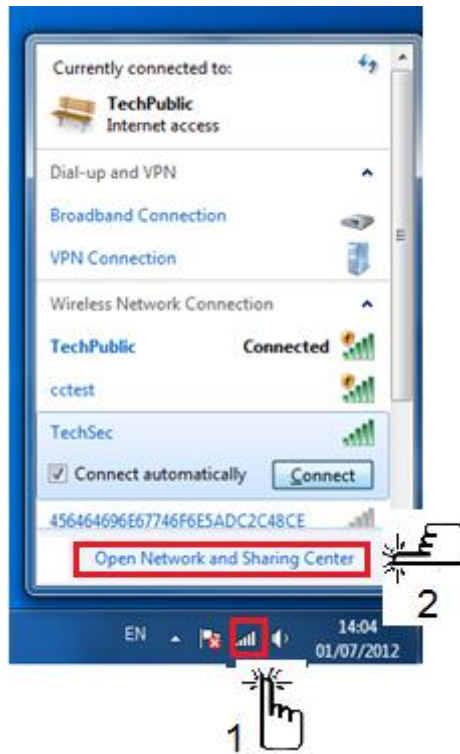 Currently connected to:
TechPublic
Internet access
Dial-up and VPN
Broadband Connection
VPN Connection
Wireless Network Connection
TechPublic Connected
cctest
TechSec
Connect automatically Connect
456464696E67746F6E5ADC2C48CE
Open Network and Sharing Center
2
EN 14:04
01/07/2012
1